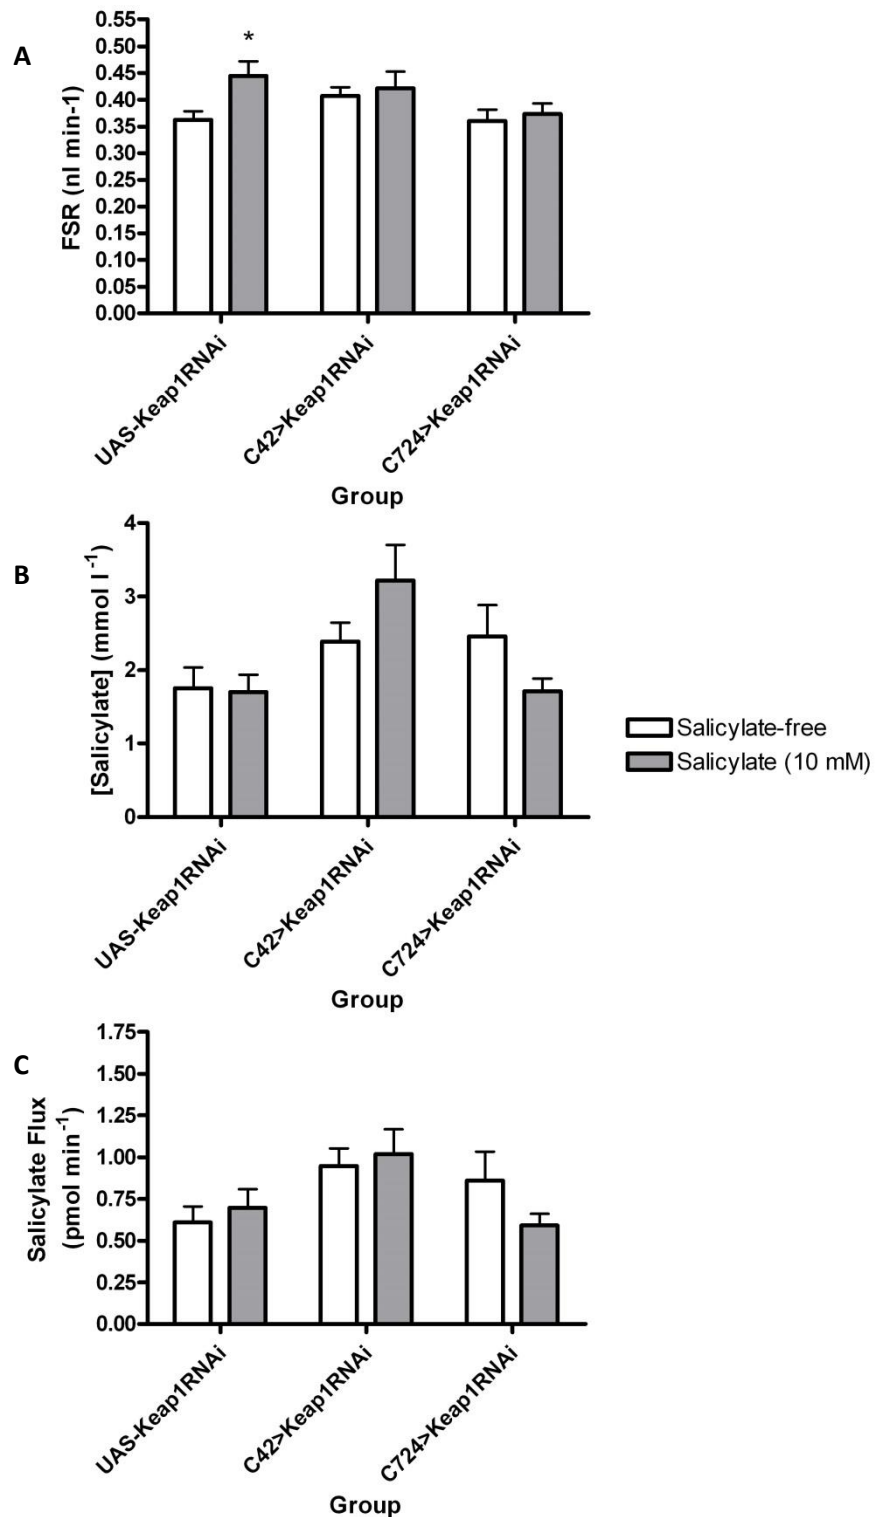 A
FSR (nl min-1)
0.55
0.50
0.45
0.40
0.35
0.30
0.25
0.20
0.15
0.10
0.05
0.00
*
UAS-Keap1RNAi
C42>Keap1RNAi
C724>Keap1RNAi
Group
B
[Salicylate] (mmol l⁻¹)
4
3
2
1
0
UAS-Keap1RNAi
C42>Keap1RNAi
C724>Keap1RNAi
Group
Salicylate-free
Salicylate (10 mM)
C
Salicylate Flux
(pmol min⁻¹)
1.75
1.50
1.25
1.00
0.75
0.50
0.25
0.00
UAS-Keap1RNAi
C42>Keap1RNAi
C724>Keap1RNAi
Group